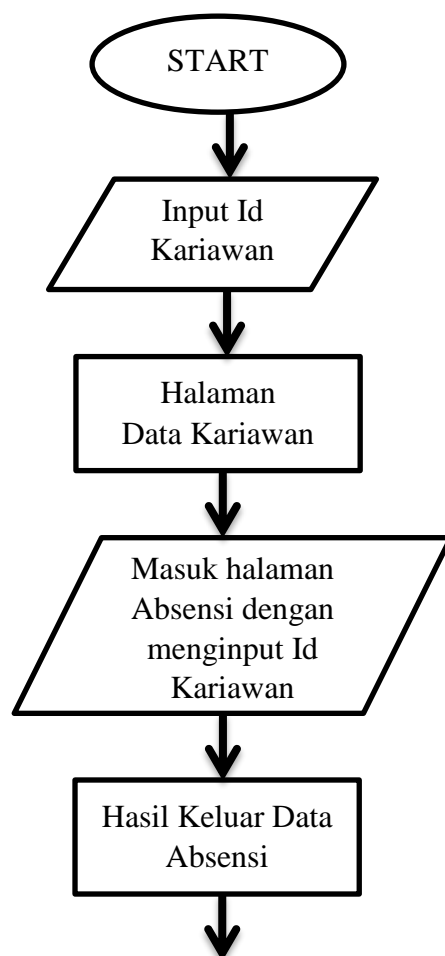 START
Input Id
Kariawan
Halaman
Data Kariawan
Masuk halaman
Absensi dengan
menginput Id
Kariawan
Hasil Keluar Data
Absensi